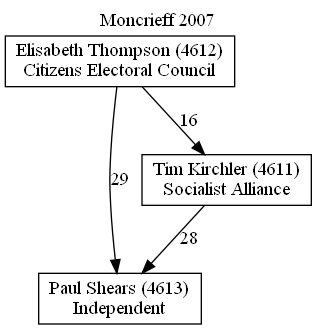 Moncrieff 2007
Elisabeth Thompson (4612)
Citizens Electoral Council
16
Tim Kirchler (4611)
Socialist Alliance
29
28
Paul Shears (4613)
Independent